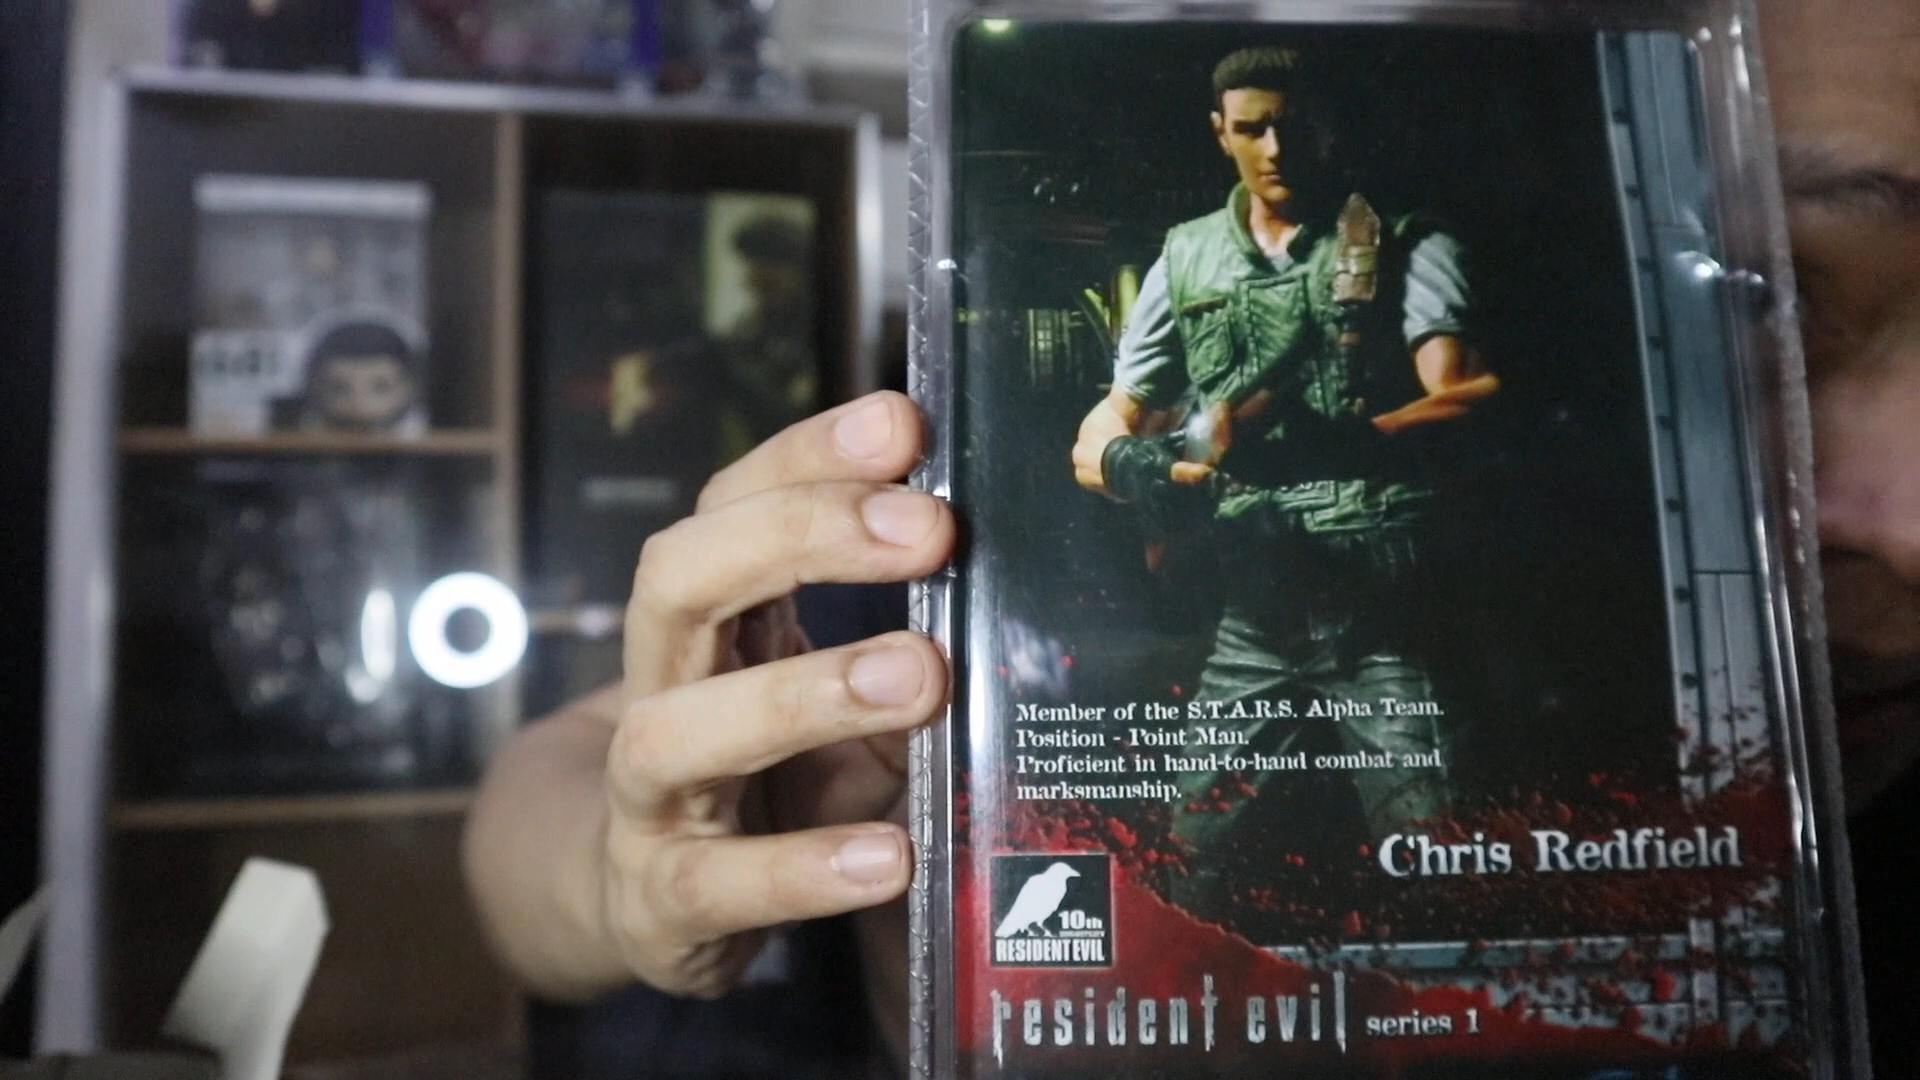 Member of the S.T.A.R.S. Alpha Team.
Position - Point Man.
Proficient in hand-to-hand combat and
marksmanship.
Chris Redfield
10th
ANNIVERSARY
RESIDENT EVIL
resident evil series 1